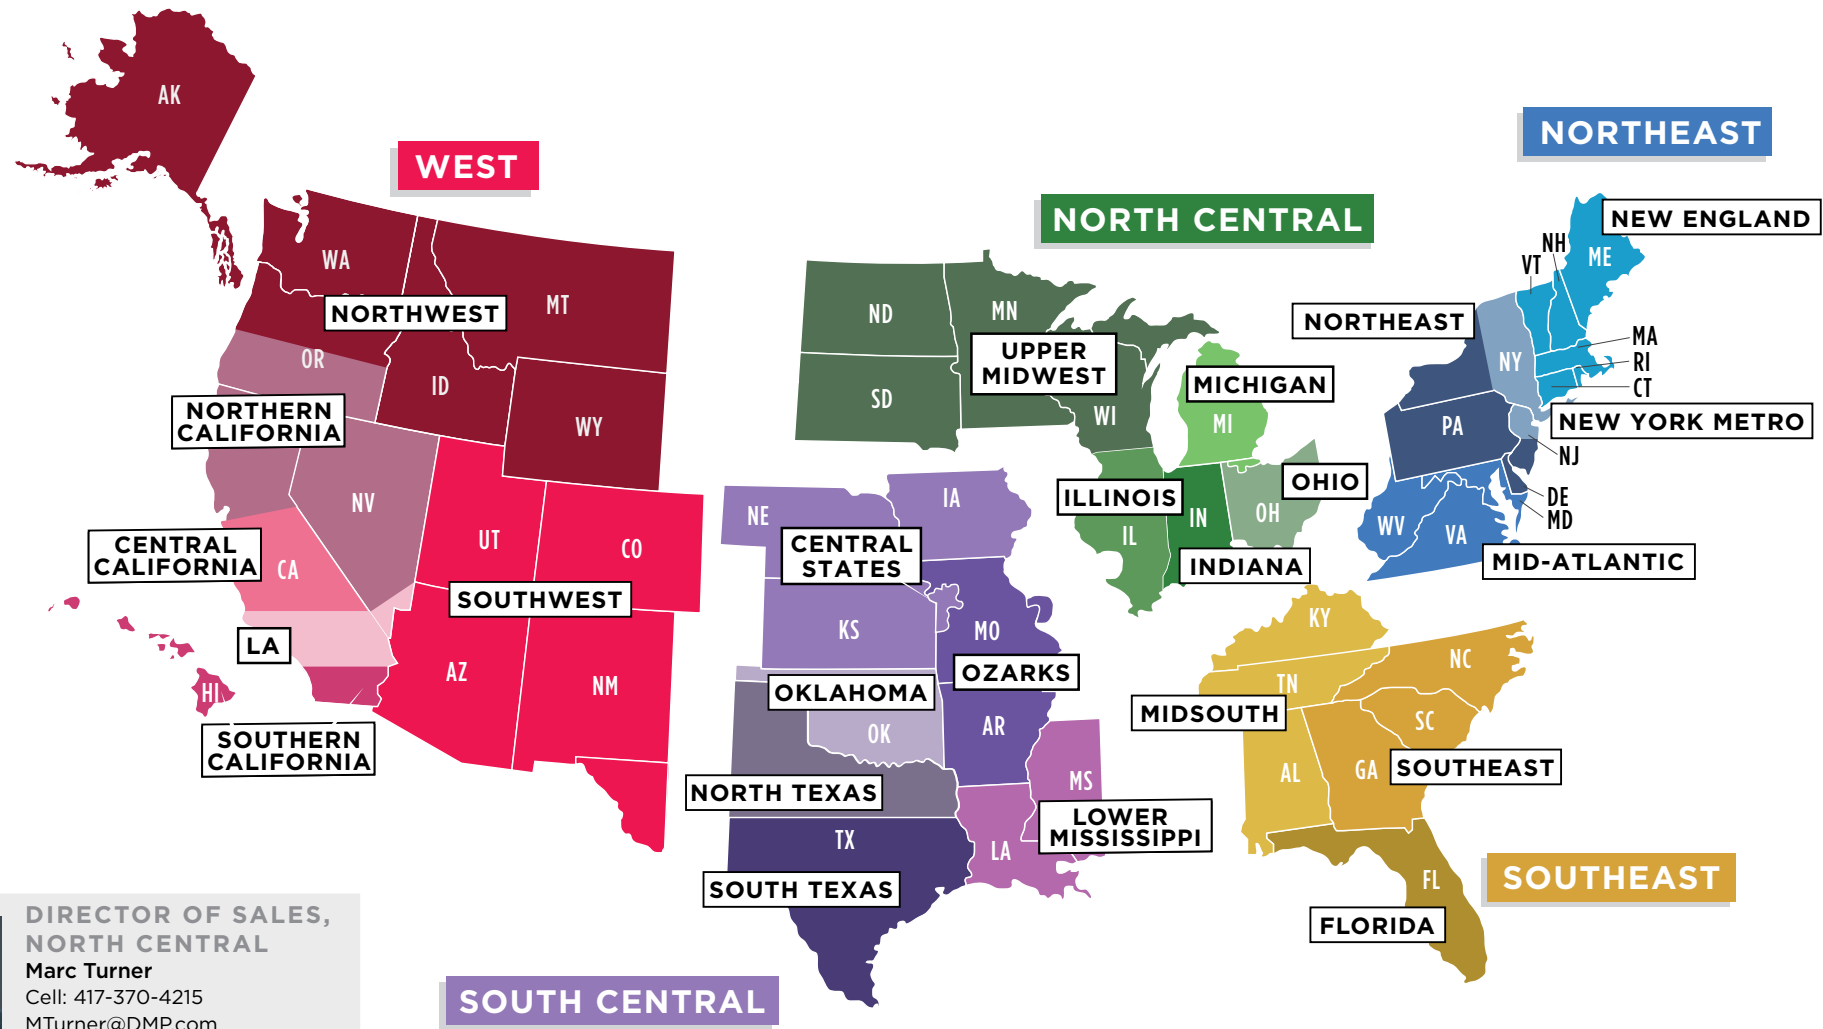 AK
WEST
WA
MT
NORTHWEST
OR
ID
WY
NORTHERN
CALIFORNIA
NV
UT
CO
CENTRAL
CALIFORNIA
CA
SOUTHWEST
LA
AZ
NM
HI
SOUTHERN
CALIFORNIA
NORTH CENTRAL
ND
MN
UPPER
MIDWEST
SD
WI
MICHIGAN
MI
ILLINOIS
OHIO
IN
OH
IL
INDIANA
NORTHEAST
NEW ENGLAND
NH
VT
ME
NORTHEAST
MA
NY
RI
CT
NEW YORK METRO
PA
NJ
DE
MD
WV
VA
MID-ATLANTIC
IA
NE
CENTRAL
STATES
KS
MO
OZARKS
OKLAHOMA
OK
AR
NORTH TEXAS
MS
LOWER
MISSISSIPPI
TX
LA
SOUTH TEXAS
SOUTH CENTRAL
KY
NC
TN
MIDSOUTH
SC
AL
GA
SOUTHEAST
FL
SOUTHEAST
FLORIDA
DIRECTOR OF SALES,
NORTH CENTRAL
Marc Turner
Cell: 417-370-4215
MTurner@DMP.com